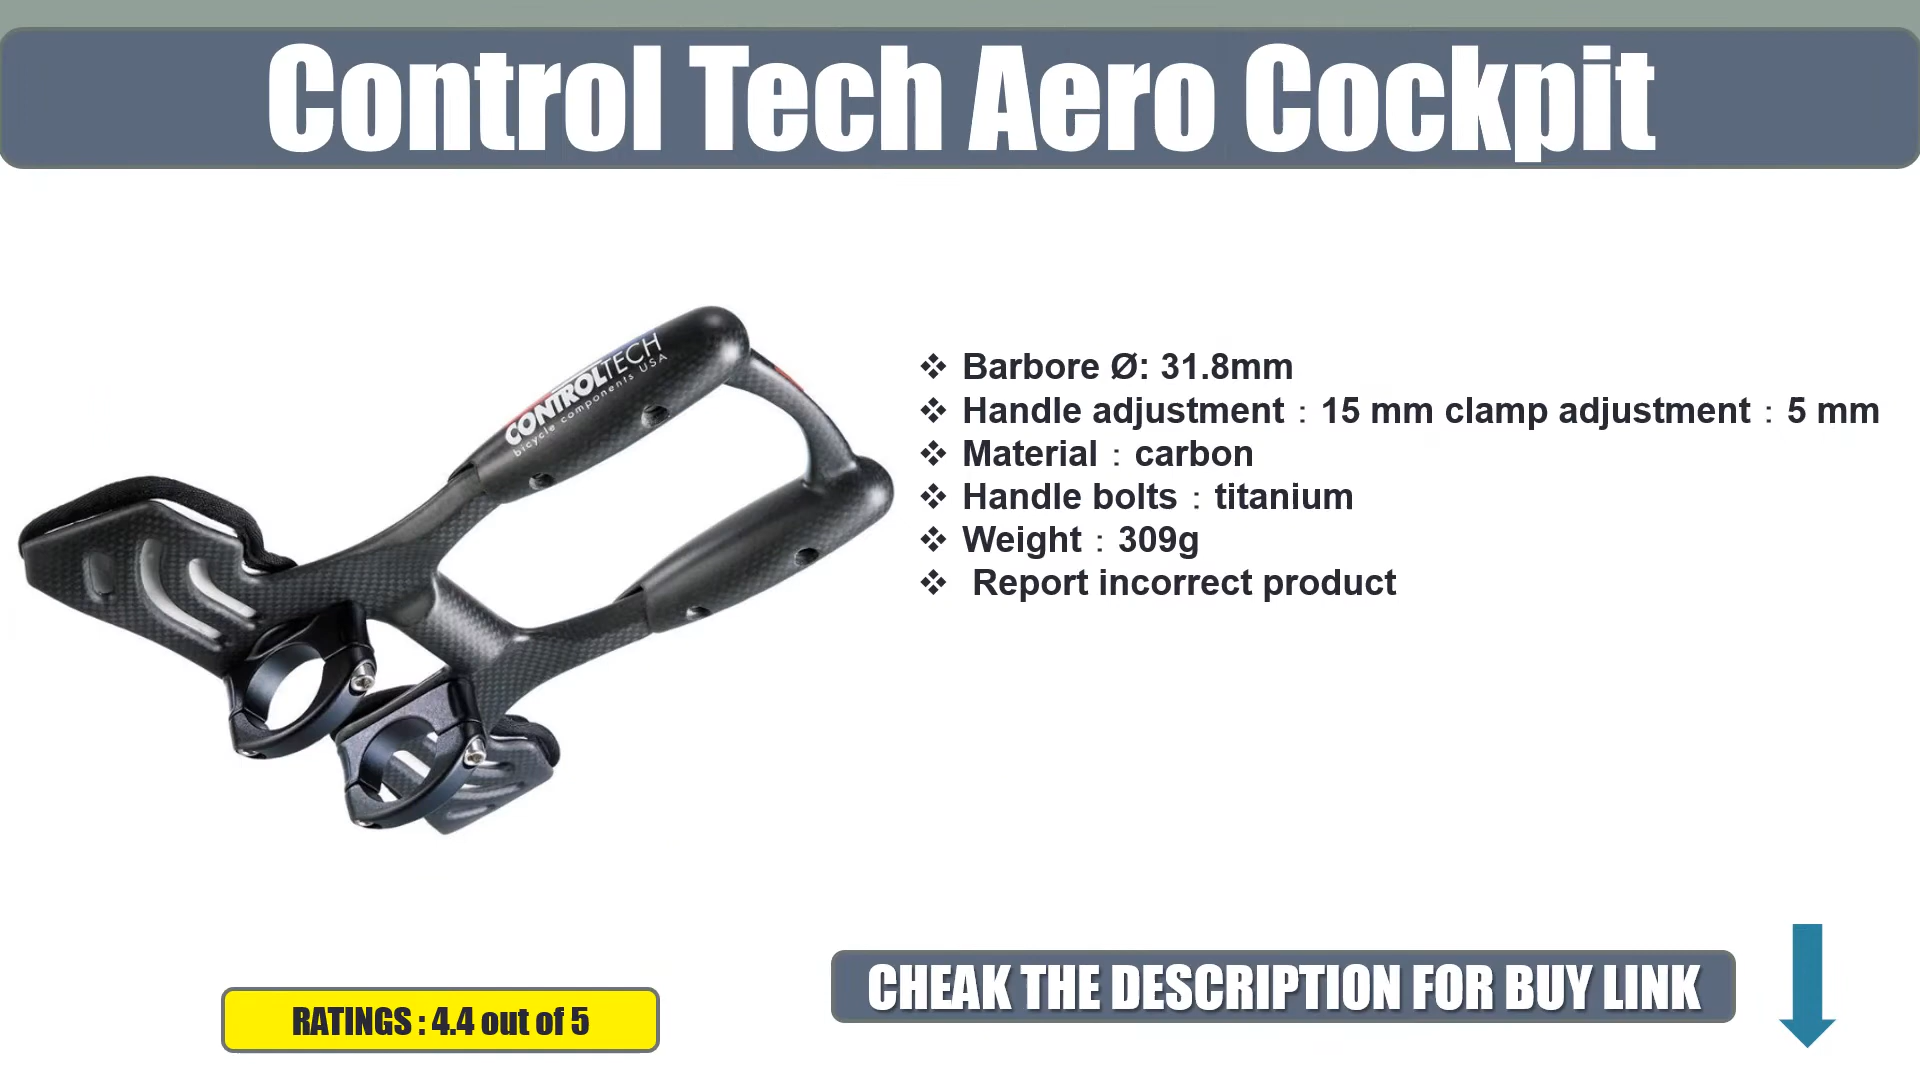 Control Tech Aero Cockpit
CONTROLTECH
bicycle components USA
❖ Barbore Ø: 31.8mm
❖ Handle adjustment：15 mm clamp adjustment：5 mm
❖ Material：carbon
❖ Handle bolts：titanium
❖ Weight：309g
❖ Report incorrect product
CHEAK THE DESCRIPTION FOR BUY LINK
RATINGS : 4.4 out of 5